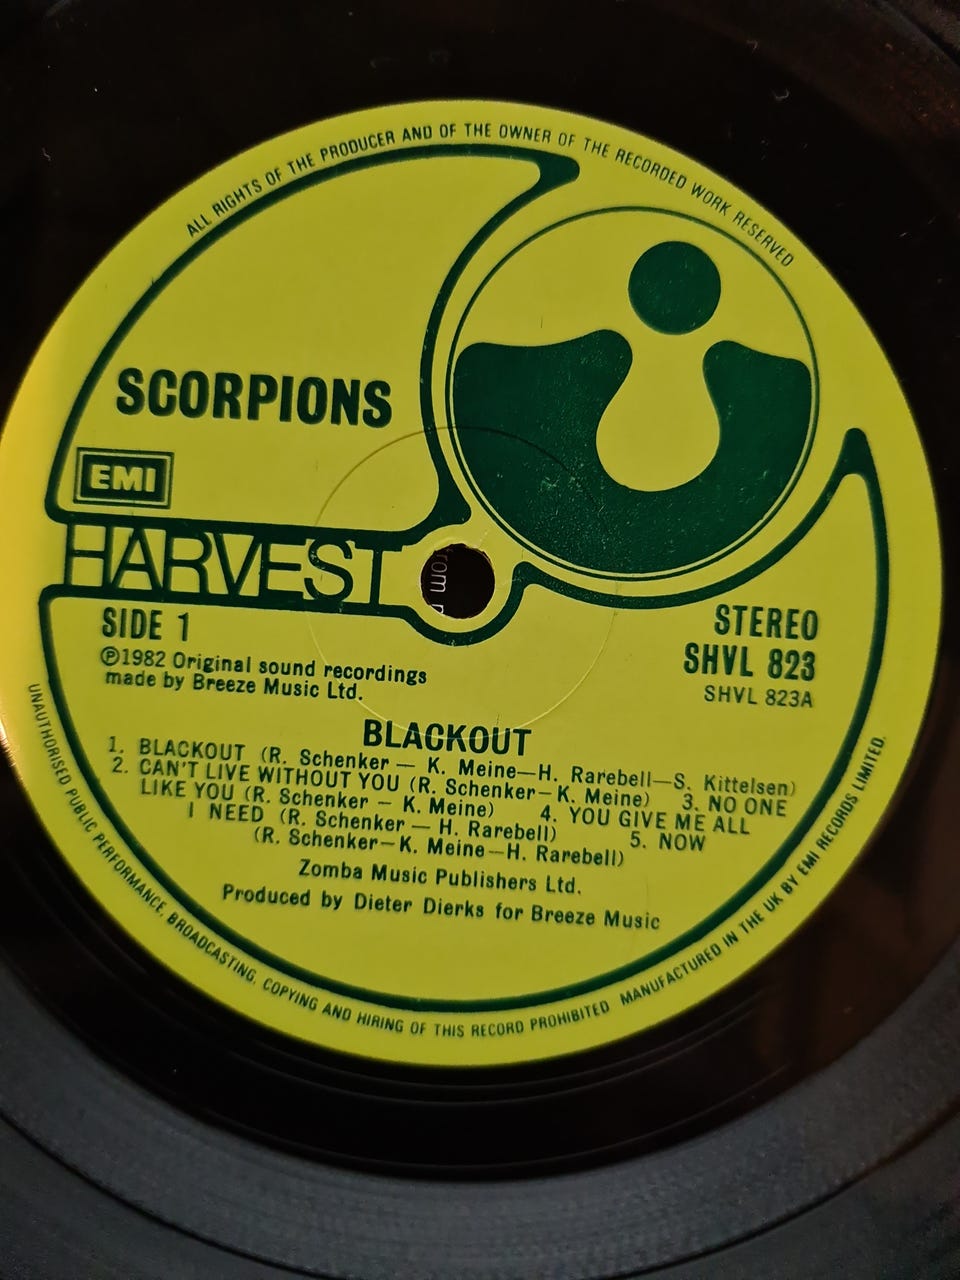 ALL RIGHTS OF THE PRODUCER AND OF THE OWNER OF THE RECORDED WORK RESERVED
SCORPIONS
EMI
HARVEST
SIDE 1
STEREO
SHVL 823
SHVL 823A
℗1982 Original sound recordings
made by Breeze Music Ltd.
BLACKOUT
1. BLACKOUT (R. Schenker — K. Meine—H. Rarebell—S. Kittelsen)
2. CAN'T LIVE WITHOUT YOU (R. Schenker—K. Meine) 3. NO ONE
LIKE YOU (R. Schenker — K. Meine) 4. YOU GIVE ME ALL
I NEED (R. Schenker — H. Rarebell) 5. NOW
(R. Schenker—K. Meine—H. Rarebell)
Zomba Music Publishers Ltd.
Produced by Dieter Dierks for Breeze Music
UNAUTHORISED PUBLIC PERFORMANCE, BROADCASTING, COPYING AND HIRING OF THIS RECORD PROHIBITED MANUFACTURED IN THE UK BY EMI RECORDS LIMITED.